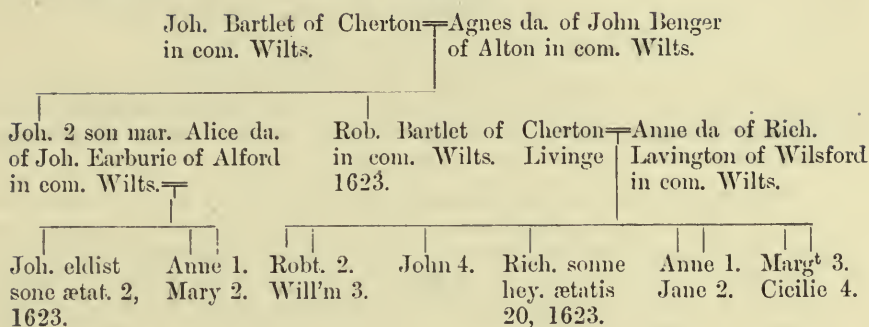 Joh. Bartlet of Cherton
in com. Wilts.
Agnes da. of John Benger
of Alton in com. Wilts.
Joh. 2 son mar. Alice da.
of Joh. Earburie of Alford
in com. Wilts.
Rob. Bartlet of Cherton
in com. Wilts. Livinge
1623.
Anne da of Rich.
Lavington of Wilsford
in com. Wilts.
Joh. eldist
sone ætat. 2,
1623.
Anne 1.
Mary 2.
Robt. 2.
Will'm 3.
John 4.
Rich. sonne
hey. ætatis
20, 1623.
Anne 1.
Jane 2.
Margᵗ 3.
Cicilie 4.